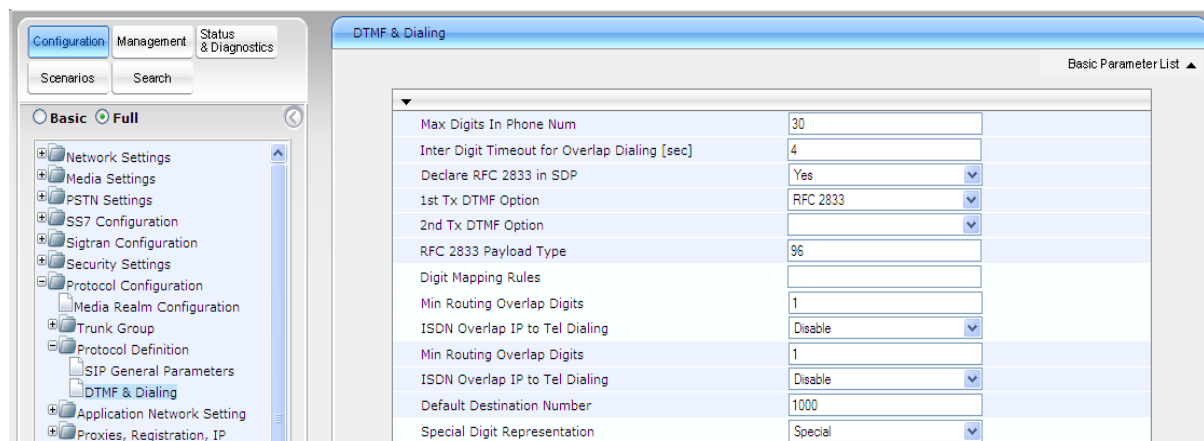 Configuration
Management
Status
& Diagnostics
Scenarios
Search
Basic Full
Network Settings
Media Settings
PSTN Settings
SS7 Configuration
Sigtran Configuration
Security Settings
Protocol Configuration
Media Realm Configuration
Trunk Group
Protocol Definition
SIP General Parameters
DTMF & Dialing
Application Network Setting
Proxies, Registration, IP
DTMF & Dialing
Basic Parameter List
Max Digits In Phone Num 30
Inter Digit Timeout for Overlap Dialing [sec] 4
Declare RFC 2833 in SDP Yes
1st Tx DTMF Option RFC 2833
2nd Tx DTMF Option
RFC 2833 Payload Type 96
Digit Mapping Rules
Min Routing Overlap Digits 1
ISDN Overlap IP to Tel Dialing Disable
Min Routing Overlap Digits 1
ISDN Overlap IP to Tel Dialing Disable
Default Destination Number 1000
Special Digit Representation Special